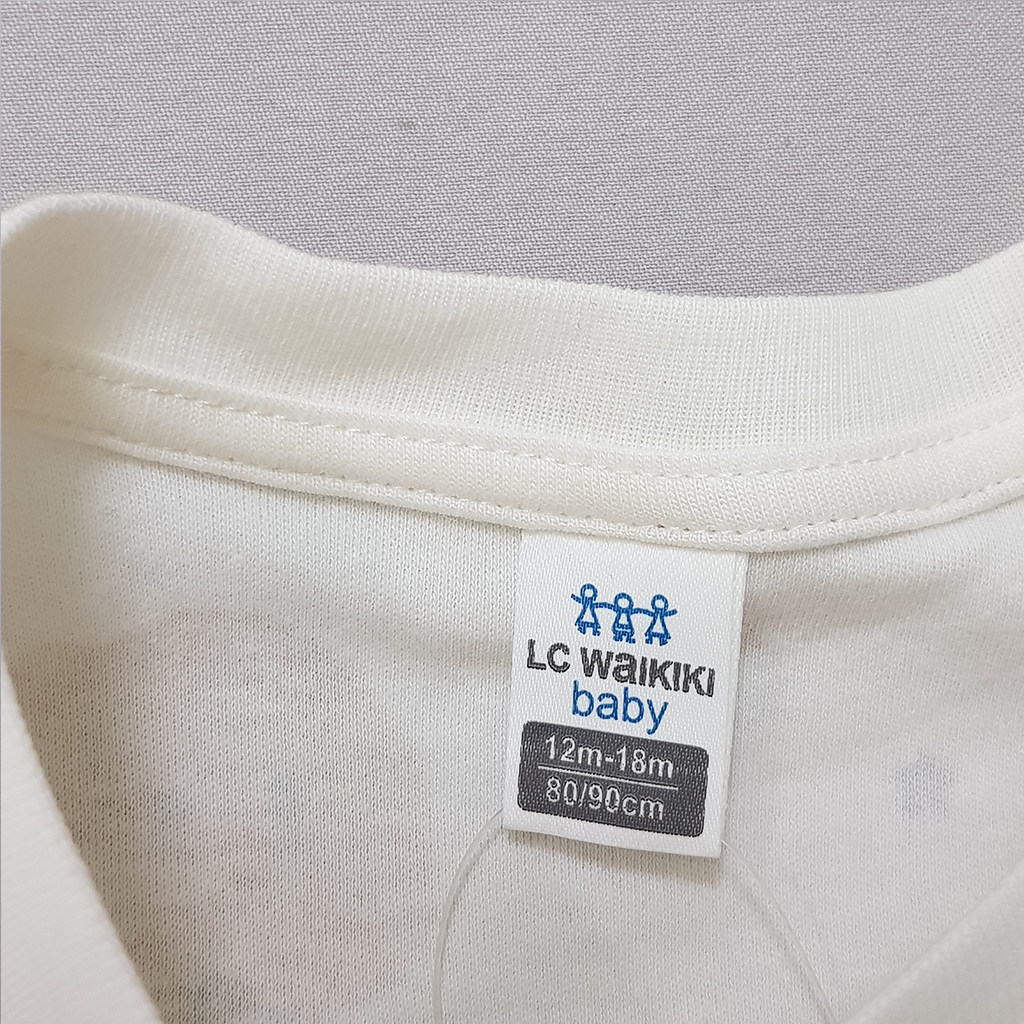 LC WAIKIKI
baby
12m-18m
80/90cm